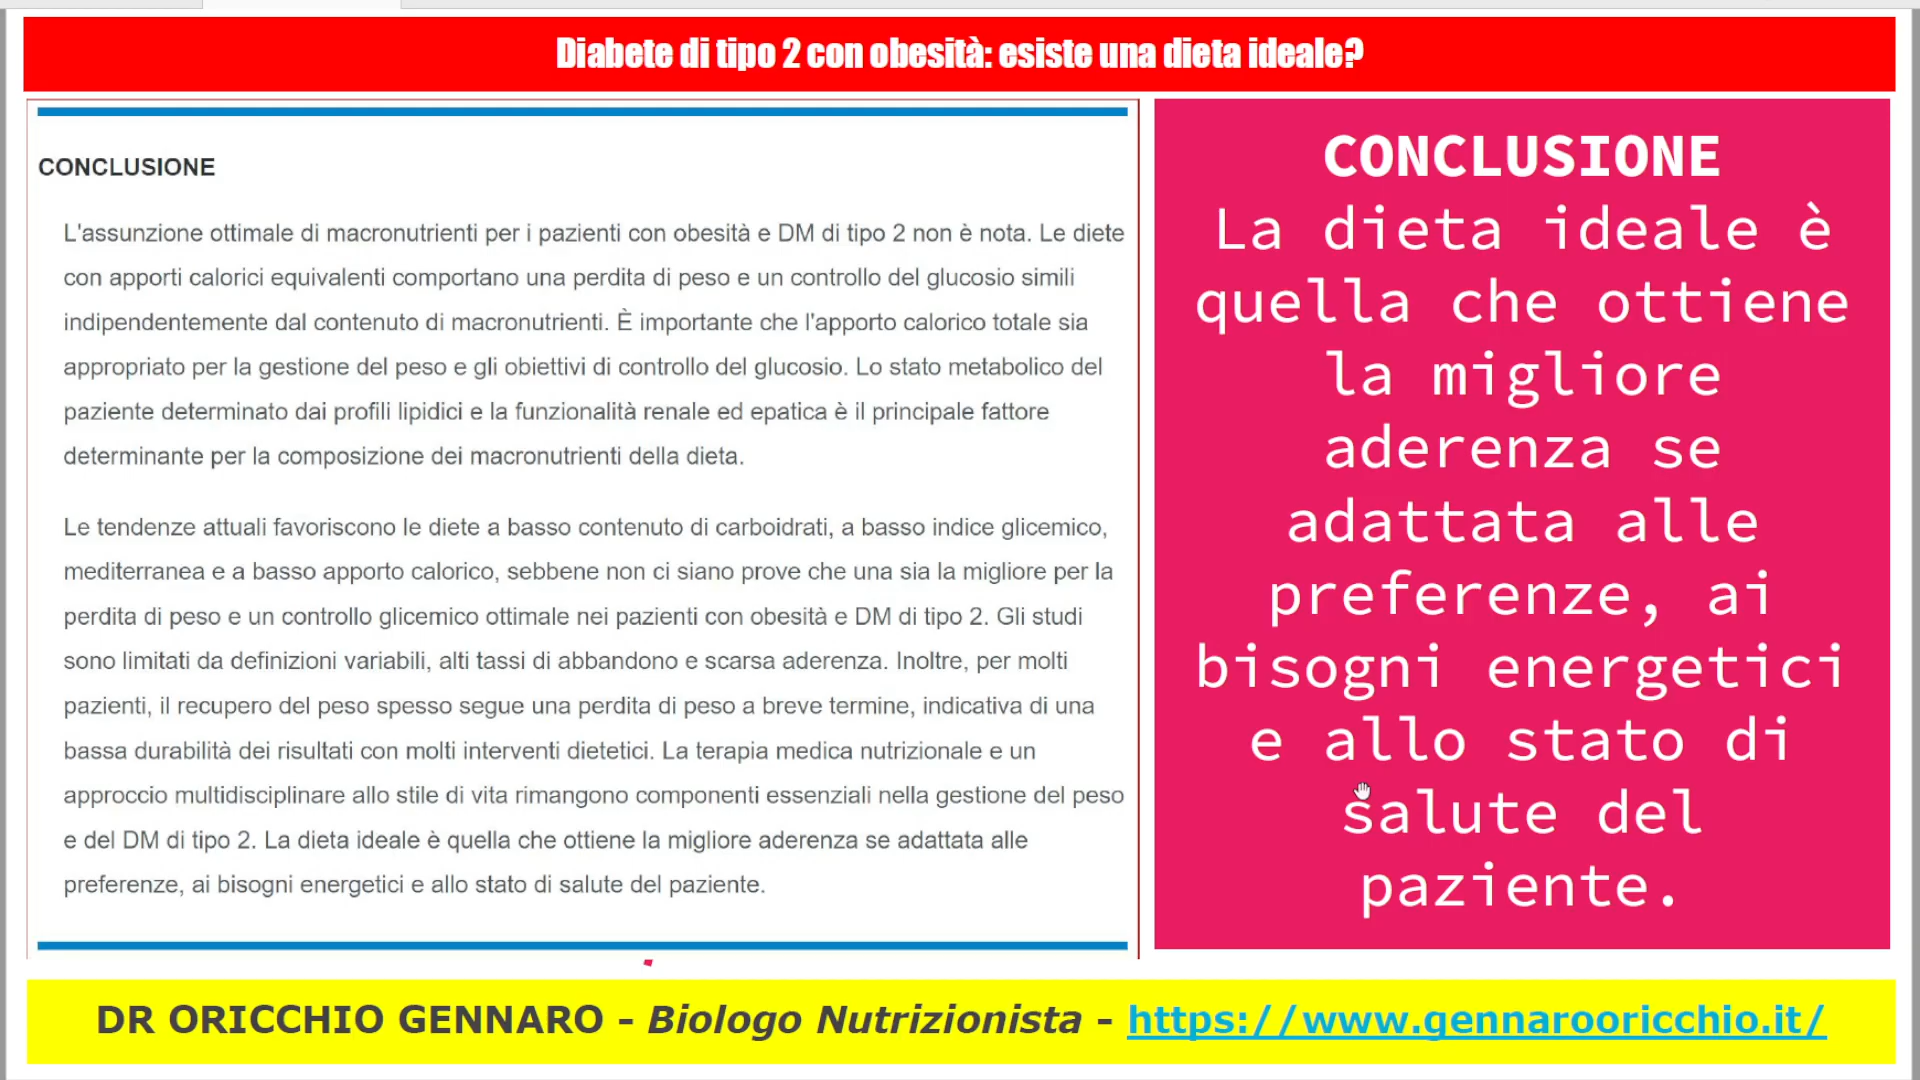 Diabete di tipo 2 con obesità: esiste una dieta ideale?
CONCLUSIONE
L'assunzione ottimale di macronutrienti per i pazienti con obesità e DM di tipo 2 non è nota. Le diete
con apporti calorici equivalenti comportano una perdita di peso e un controllo del glucosio simili
indipendentemente dal contenuto di macronutrienti. È importante che l'apporto calorico totale sia
appropriato per la gestione del peso e gli obiettivi di controllo del glucosio. Lo stato metabolico del
paziente determinato dai profili lipidici e la funzionalità renale ed epatica è il principale fattore
determinante per la composizione dei macronutrienti della dieta.
Le tendenze attuali favoriscono le diete a basso contenuto di carboidrati, a basso indice glicemico,
mediterranea e a basso apporto calorico, sebbene non ci siano prove che una sia la migliore per la
perdita di peso e un controllo glicemico ottimale nei pazienti con obesità e DM di tipo 2. Gli studi
sono limitati da definizioni variabili, alti tassi di abbandono e scarsa aderenza. Inoltre, per molti
pazienti, il recupero del peso spesso segue una perdita di peso a breve termine, indicativa di una
bassa durabilità dei risultati con molti interventi dietetici. La terapia medica nutrizionale e un
approccio multidisciplinare allo stile di vita rimangono componenti essenziali nella gestione del peso
e del DM di tipo 2. La dieta ideale è quella che ottiene la migliore aderenza se adattata alle
preferenze, ai bisogni energetici e allo stato di salute del paziente.
CONCLUSIONE
La dieta ideale è
quella che ottiene
la migliore
aderenza se
adattata alle
preferenze, ai
bisogni energetici
e allo stato di
salute del
paziente.
DR ORICCHIO GENNARO - Biologo Nutrizionista - https://www.gennarooricchio.it/